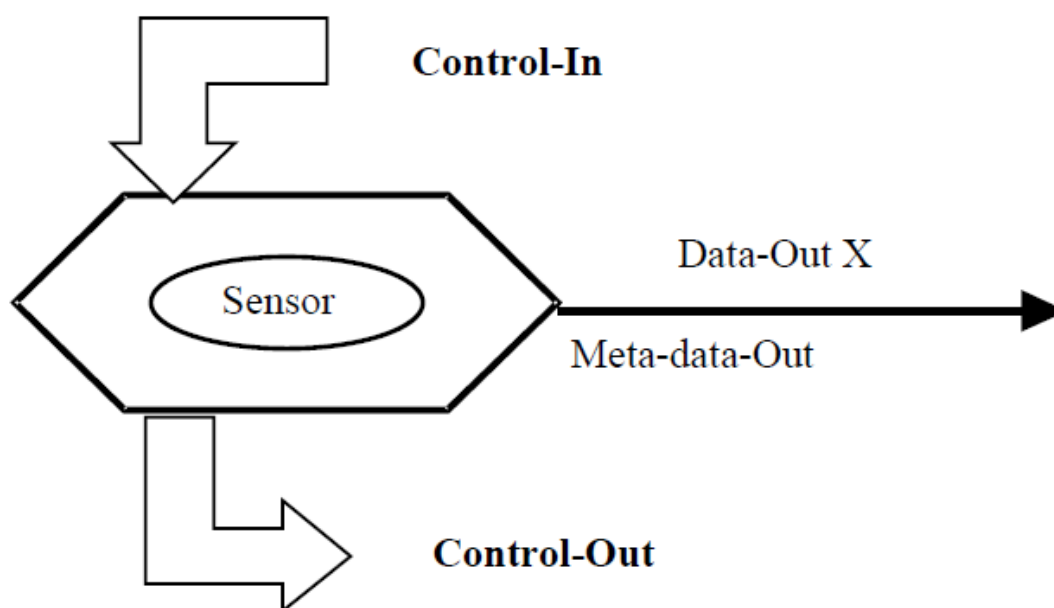 Control-In
Data-Out X
Sensor
Meta-data-Out
Control-Out